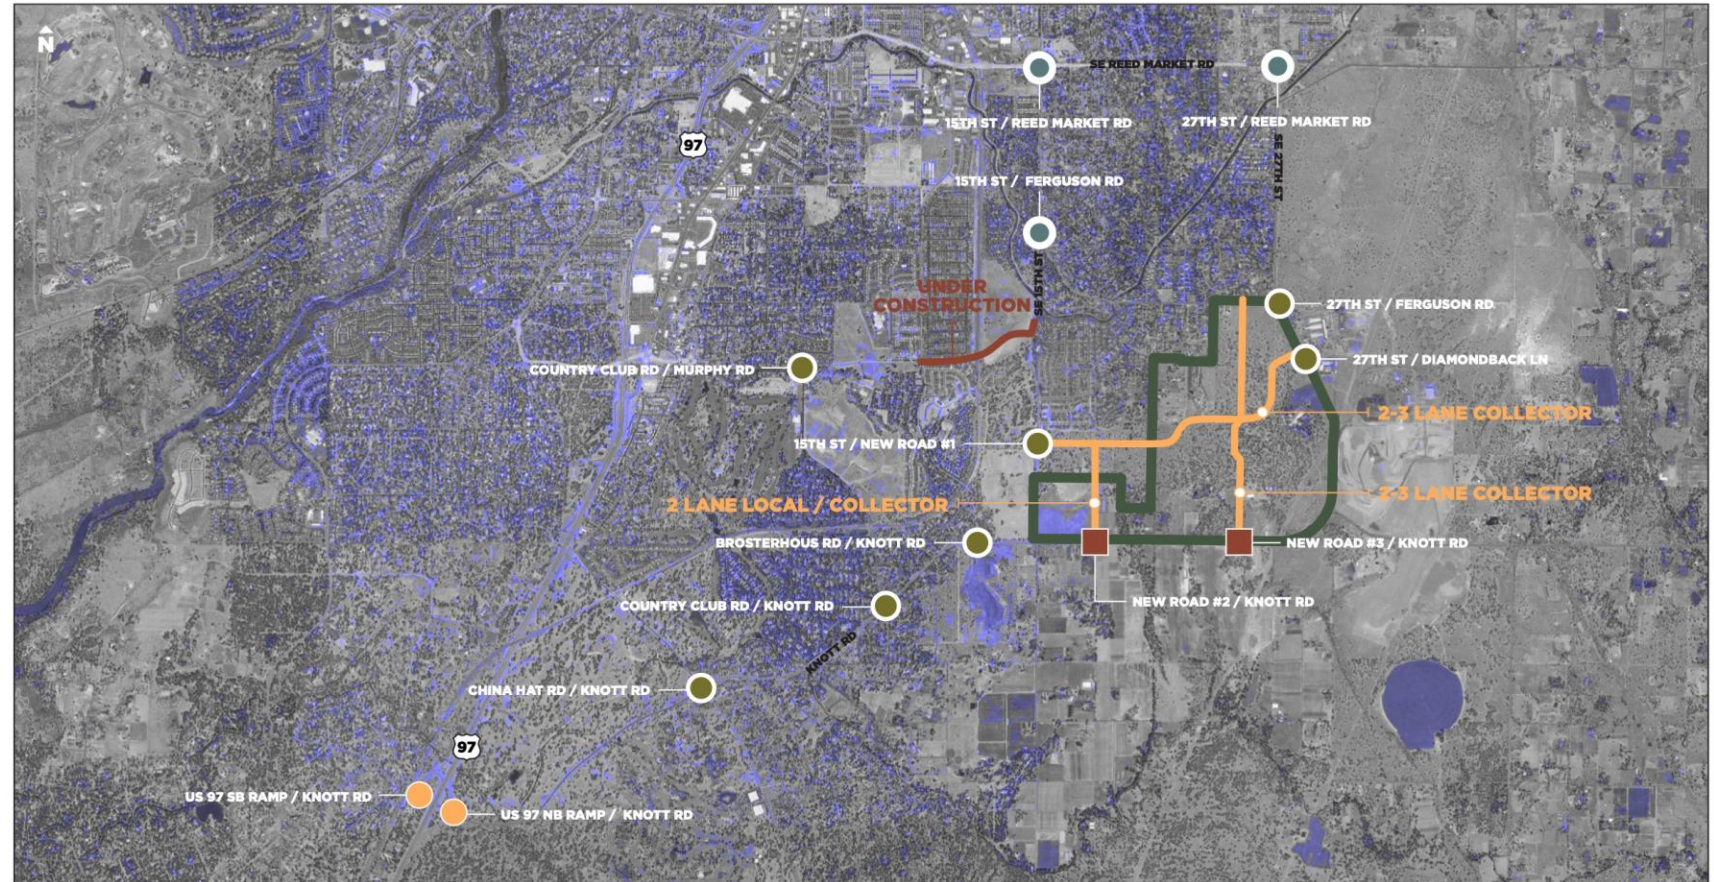 N
SE REED MARKET RD
15TH ST / REED MARKET RD
27TH ST / REED MARKET RD
97
SE 27TH ST
15TH ST / FERGUSON RD
SE 15TH ST
UNDER
CONSTRUCTION
27TH ST / FERGUSON RD
27TH ST / DIAMONDBACK LN
COUNTRY CLUB RD / MURPHY RD
2-3 LANE COLLECTOR
15TH ST / NEW ROAD #1
2-3 LANE COLLECTOR
2 LANE LOCAL / COLLECTOR
BROSTERHOUS RD / KNOTT RD
NEW ROAD #3 / KNOTT RD
NEW ROAD #2 / KNOTT RD
COUNTRY CLUB RD / KNOTT RD
KNOTT RD
CHINA HAT RD / KNOTT RD
97
US 97 SB RAMP / KNOTT RD
US 97 NB RAMP / KNOTT RD